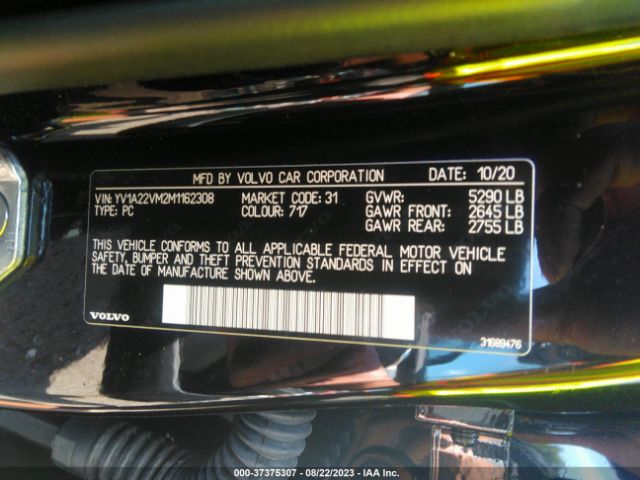 MFD BY VOLVO CAR CORPORATION DATE: 10/20
VIN: YV1A22VM2M1162308 MARKET CODE: 31 GVWR: 5290 LB
TYPE: PC COLOUR: 717 GAWR FRONT: 2645 LB
GAWR REAR: 2755 LB
THIS VEHICLE CONFORMS TO ALL APPLICABLE FEDERAL MOTOR VEHICLE
SAFETY, BUMPER AND THEFT PREVENTION STANDARDS IN EFFECT ON
THE DATE OF MANUFACTURE SHOWN ABOVE.
VOLVO 31689476
000-37375307 - 08/22/2023 - IAA Inc.